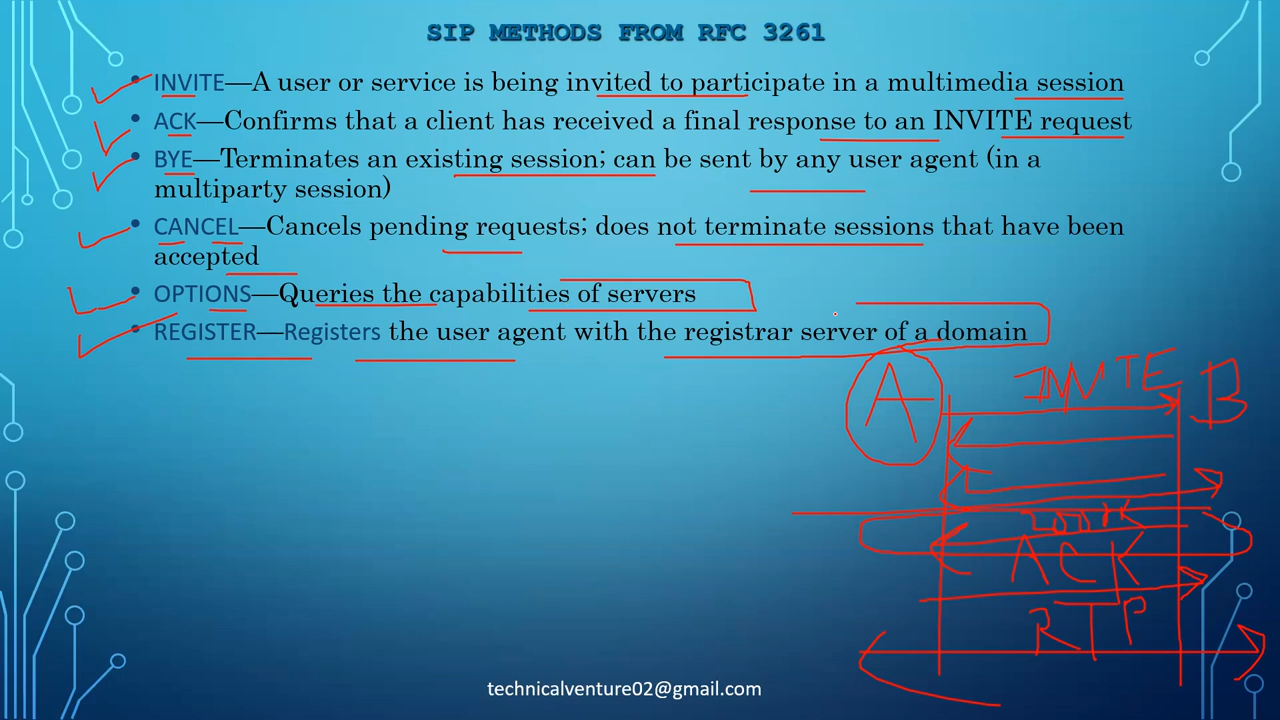 SIP METHODS FROM RFC 3261
• INVITE—A user or service is being invited to participate in a multimedia session
• ACK—Confirms that a client has received a final response to an INVITE request
• BYE—Terminates an existing session; can be sent by any user agent (in a
multiparty session)
• CANCEL—Cancels pending requests; does not terminate sessions that have been
accepted
• OPTIONS—Queries the capabilities of servers
• REGISTER—Registers the user agent with the registrar server of a domain
A INVITE B
200OK
ACK
RTP
technicalventure02@gmail.com